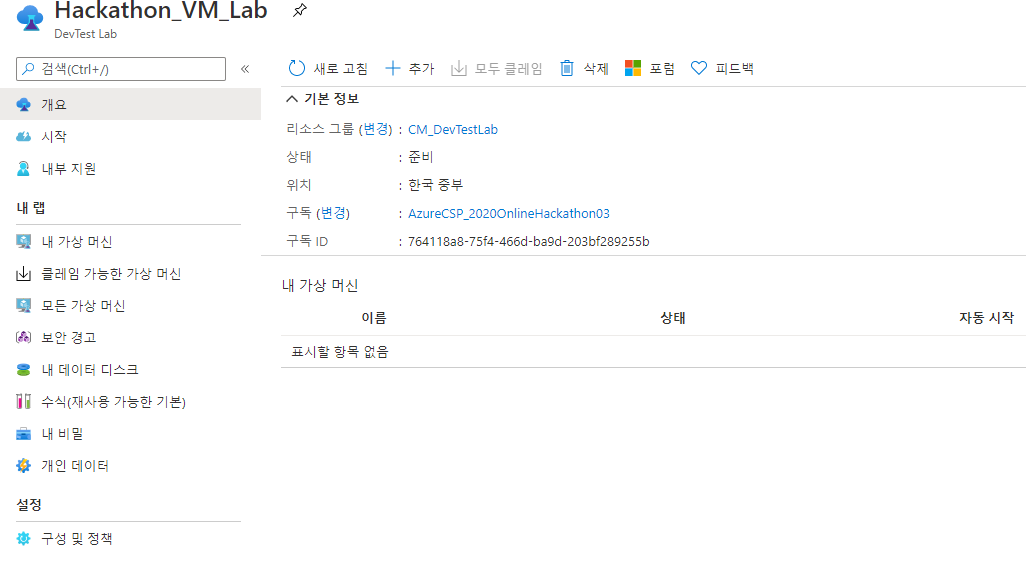 Hackathon_VM_Lab
DevTest Lab
검색(Ctrl+/)
«
개요
시작
내부 지원
내 랩
내 가상 머신
클레임 가능한 가상 머신
모든 가상 머신
보안 경고
내 데이터 디스크
수식(재사용 가능한 기본)
내 비밀
개인 데이터
설정
구성 및 정책
새로 고침 추가 모두 클레임 삭제 포럼 피드백
기본 정보
리소스 그룹 (변경) : CM_DevTestLab
상태 : 준비
위치 : 한국 중부
구독 (변경) : AzureCSP_2020OnlineHackathon03
구독 ID : 764118a8-75f4-466d-ba9d-203bf289255b
내 가상 머신
이름 상태 자동 시작
표시할 항목 없음